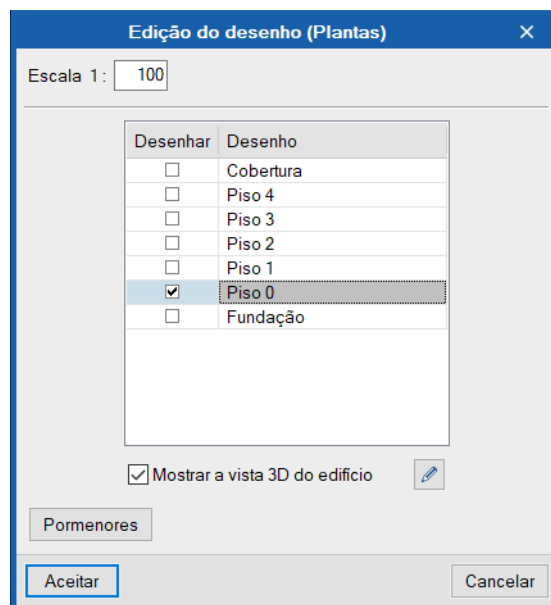 Edição do desenho (Plantas)
Escala 1: 100
Desenhar Desenho
Cobertura
Piso 4
Piso 3
Piso 2
Piso 1
Piso 0
Fundação
Mostrar a vista 3D do edifício
Pormenores
Aceitar Cancelar